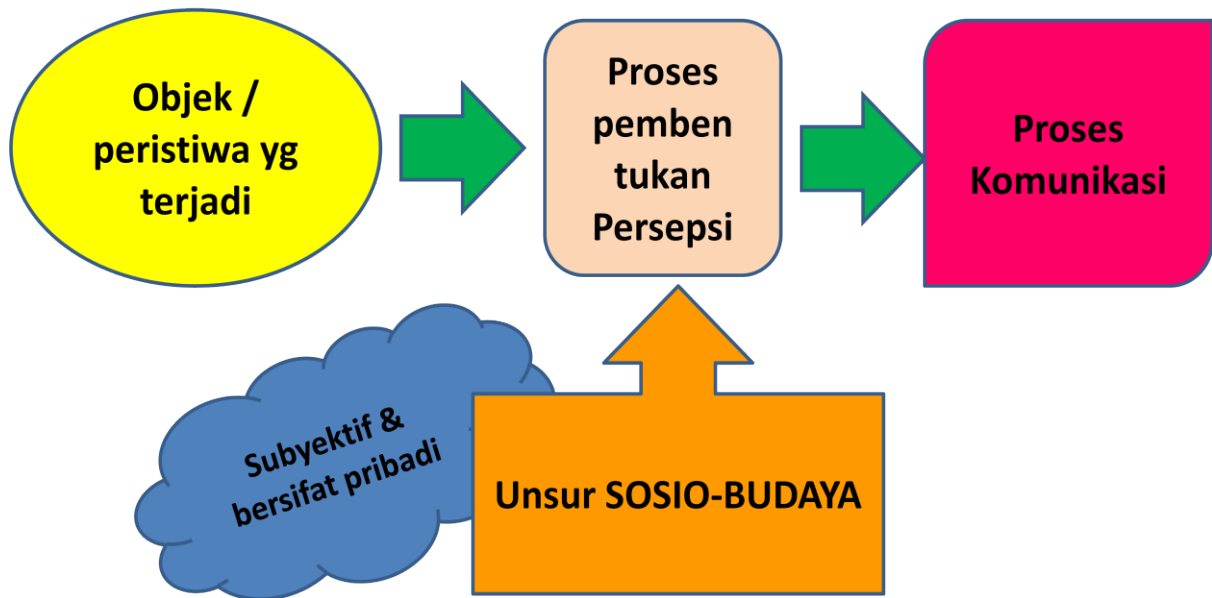 Objek /
peristiwa yg
terjadi
Proses
pemben
tukan
Persepsi
Proses
Komunikasi
Subyektif &
bersifat pribadi
Unsur SOSIO-BUDAYA